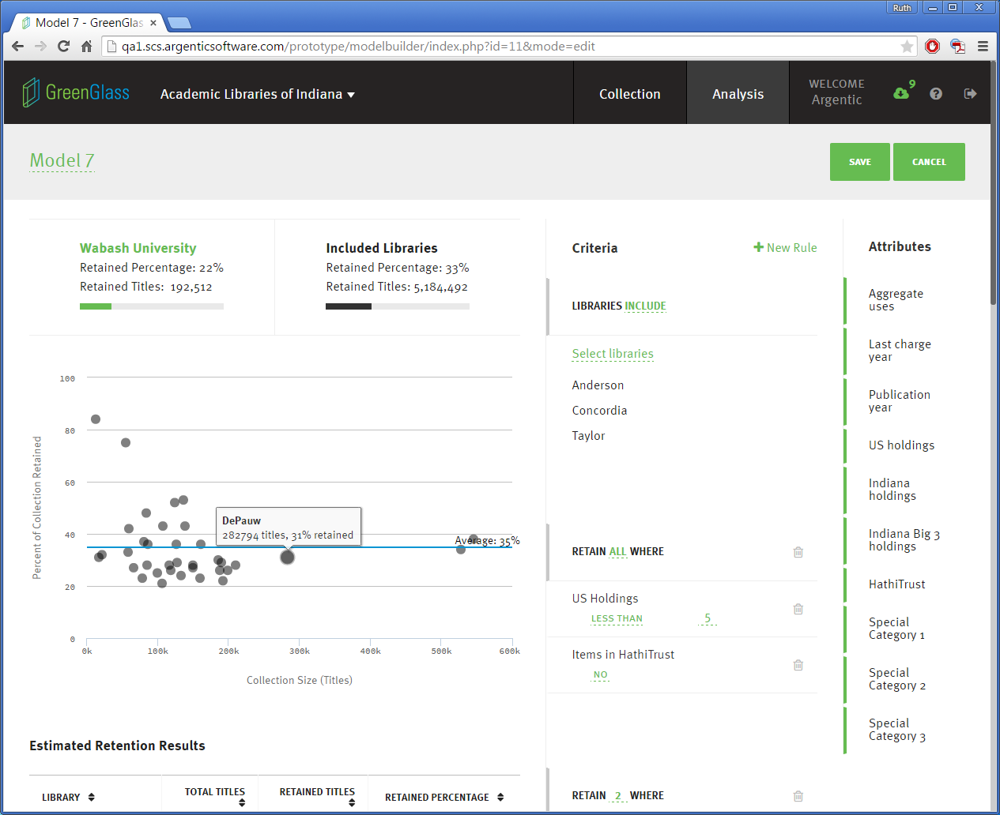 Ruth
Model 7 - GreenGlas
qa1.scs.argenticsoftware.com/prototype/modelbuilder/index.php?id=11&mode=edit
GreenGlass
Academic Libraries of Indiana
Collection
Analysis
WELCOME
Argentic
9
Model 7
SAVE
CANCEL
Wabash University
Retained Percentage: 22%
Retained Titles: 192,512
Included Libraries
Retained Percentage: 33%
Retained Titles: 5,184,492
Percent of Collection Retained
100
80
60
40
20
0
DePauw
282794 titles, 31% retained
Average: 35%
0k
100k
200k
300k
400k
500k
600k
Collection Size (Titles)
Estimated Retention Results
LIBRARY
TOTAL TITLES
RETAINED TITLES
RETAINED PERCENTAGE
Criteria
New Rule
LIBRARIES INCLUDE
Select libraries
Anderson
Concordia
Taylor
RETAIN ALL WHERE
US Holdings
LESS THAN 5
Items in HathiTrust
NO
RETAIN 2 WHERE
Attributes
Aggregate
uses
Last charge
year
Publication
year
US holdings
Indiana
holdings
Indiana Big 3
holdings
HathiTrust
Special
Category 1
Special
Category 2
Special
Category 3